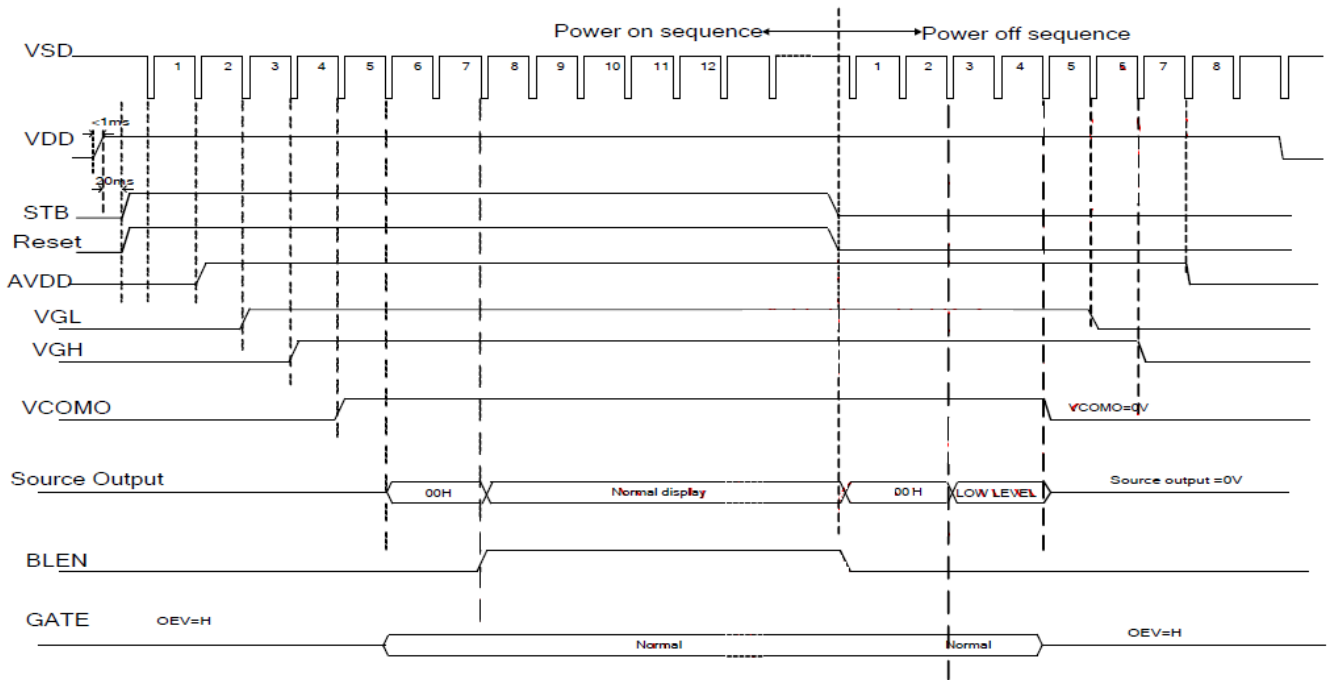 Power on sequence Power off sequence
VSD
1 2 3 4 5 6 7 8 9 10 11 12 1 2 3 4 5 6 7 8
<1ms
VDD
20ms
STB
Reset
AVDD
VGL
VGH
VCOMO VCOMO=0V
Source Output 00H Normal display 00H LOW LEVEL Source output =0V
BLEN
GATE OEV=H Normal Normal OEV=H